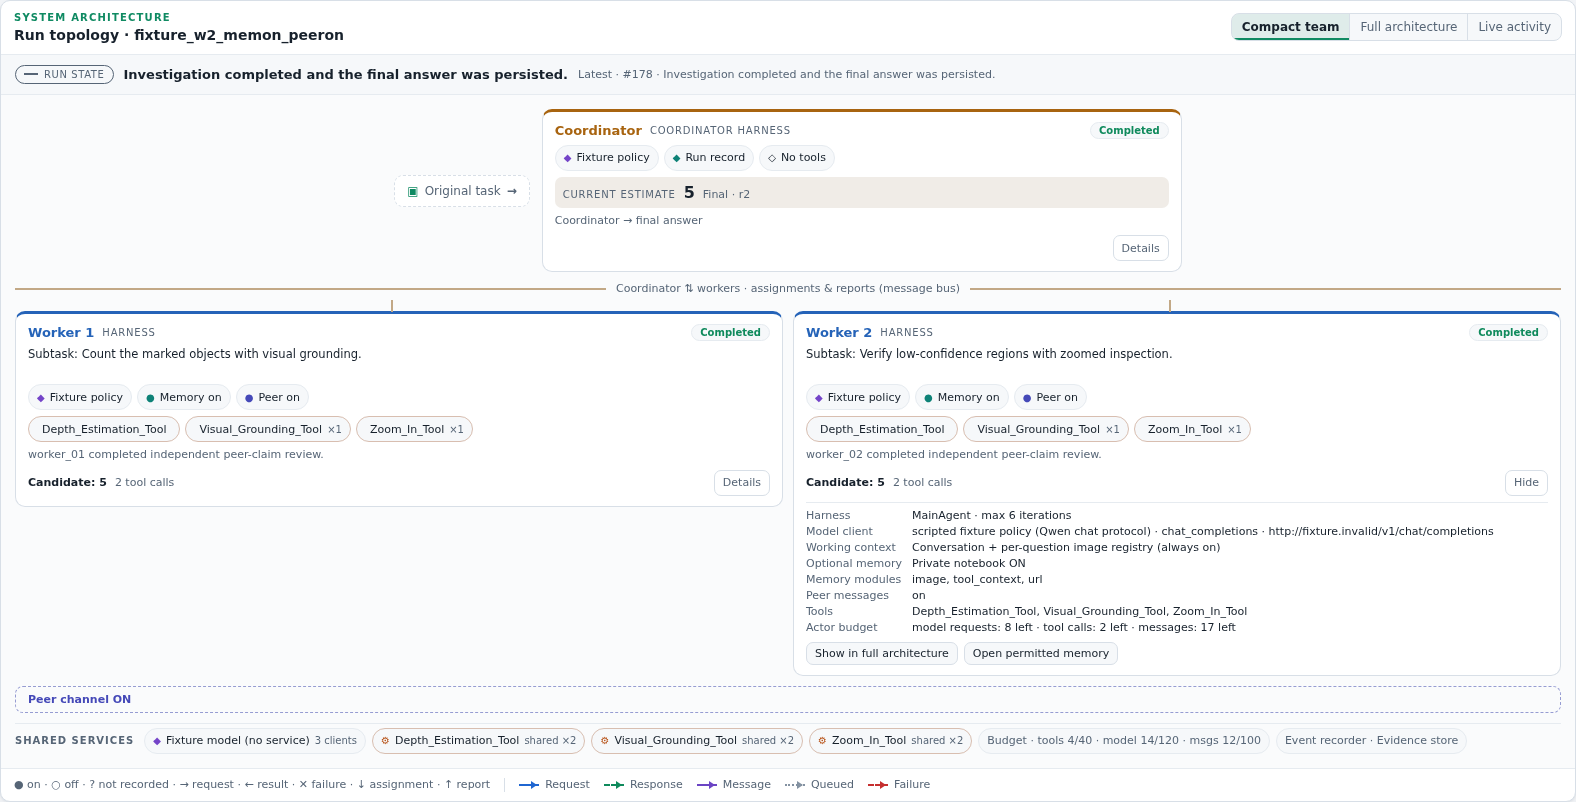 SYSTEM ARCHITECTURE
Run topology · fixture_w2_memon_peeron
Compact team Full architecture Live activity
RUN STATE Investigation completed and the final answer was persisted. Latest · #178 · Investigation completed and the final answer was persisted.
Original task →
Coordinator COORDINATOR HARNESS Completed
◆ Fixture policy ◆ Run record ◇ No tools
CURRENT ESTIMATE 5 Final · r2
Coordinator → final answer
Details
Coordinator ⇅ workers · assignments & reports (message bus)
Worker 1 HARNESS Completed
Subtask: Count the marked objects with visual grounding.
◆ Fixture policy ● Memory on ● Peer on
Depth_Estimation_Tool Visual_Grounding_Tool ×1 Zoom_In_Tool ×1
worker_01 completed independent peer-claim review.
Candidate: 5 2 tool calls Details
Worker 2 HARNESS Completed
Subtask: Verify low-confidence regions with zoomed inspection.
◆ Fixture policy ● Memory on ● Peer on
Depth_Estimation_Tool Visual_Grounding_Tool ×1 Zoom_In_Tool ×1
worker_02 completed independent peer-claim review.
Candidate: 5 2 tool calls Hide
Harness MainAgent · max 6 iterations
Model client scripted fixture policy (Qwen chat protocol) · chat_completions · http://fixture.invalid/v1/chat/completions
Working context Conversation + per-question image registry (always on)
Optional memory Private notebook ON
Memory modules image, tool_context, url
Peer messages on
Tools Depth_Estimation_Tool, Visual_Grounding_Tool, Zoom_In_Tool
Actor budget model requests: 8 left · tool calls: 2 left · messages: 17 left
Show in full architecture Open permitted memory
Peer channel ON
SHARED SERVICES ◆ Fixture model (no service) 3 clients ⚙ Depth_Estimation_Tool shared ×2 ⚙ Visual_Grounding_Tool shared ×2 ⚙ Zoom_In_Tool shared ×2 Budget · tools 4/40 · model 14/120 · msgs 12/100 Event recorder · Evidence store
● on · ○ off · ? not recorded · → request · ← result · ✕ failure · ↓ assignment · ↑ report Request Response Message Queued Failure